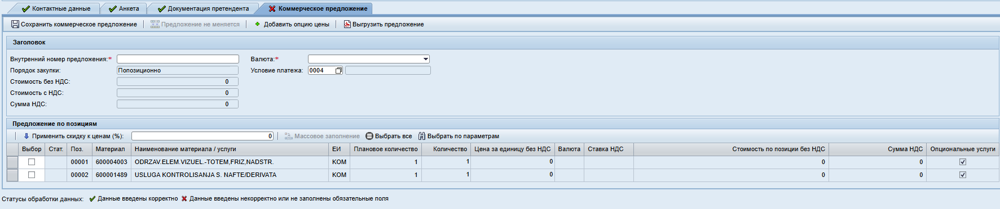 Контактные данные Анкета Документация претендента Коммерческое предложение
Сохранить коммерческое предложение Предложение не меняется Добавить опцию цены Выгрузить предложение
Заголовок
Внутренний номер предложения:* Валюта:*
Порядок закупки: Попозиционно Условие платежа: 0004
Стоимость без НДС: 0
Стоимость с НДС: 0
Сумма НДС: 0
Предложение по позициям
Применить скидку к ценам (%): 0 Массовое заполнение Выбрать все Выбрать по параметрам
Выбор Стат. Поз. Материал Наименование материала / услуги ЕИ Плановое количество Количество Цена за единицу без НДС Валюта Ставка НДС Стоимость по позиции без НДС Сумма НДС Опциональные услуги
00001 600004003 ODRZAV.ELEM.VIZUEL.-TOTEM,FRIZ,NADSTR. KOM 1 1 0 0 0
00002 600001489 USLUGA KONTROLISANJA S. NAFTE/DERIVATA KOM 1 1 0 0 0
Статусы обработки данных: Данные введены корректно Данные введены некорректно или не заполнены обязательные поля